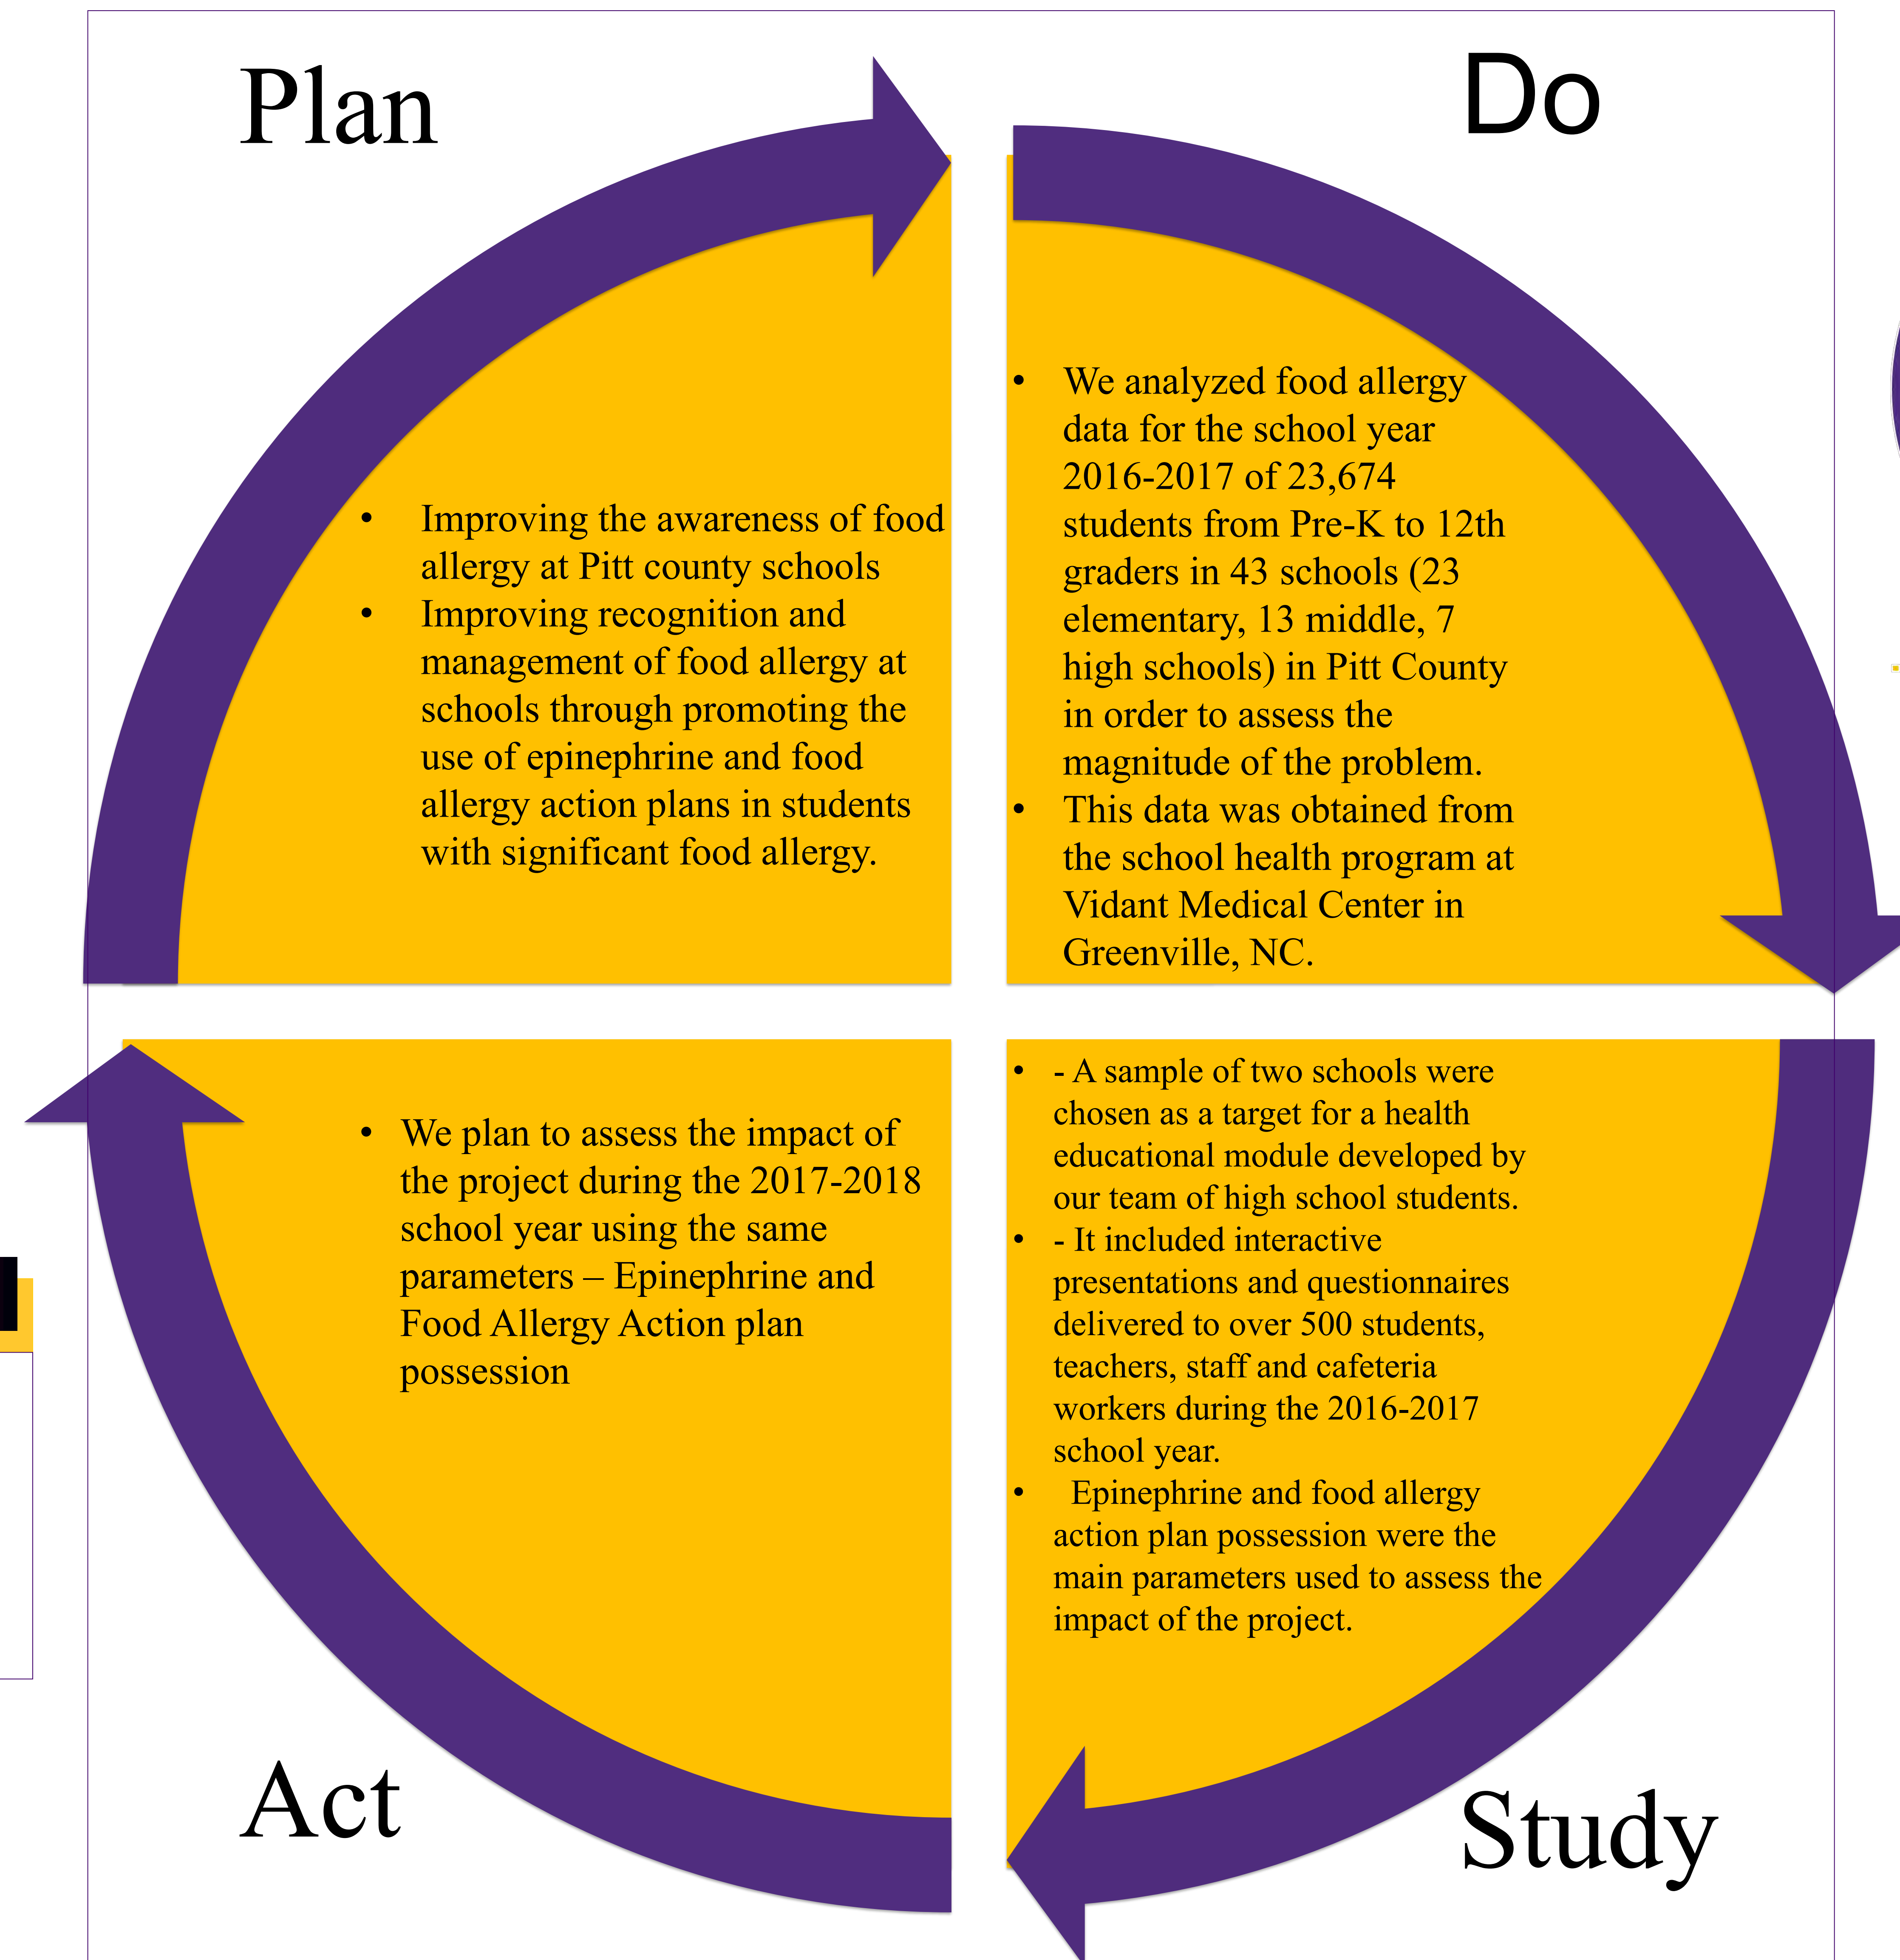 Plan
• Improving the awareness of food
allergy at Pitt county schools
• Improving recognition and
management of food allergy at
schools through promoting the
use of epinephrine and food
allergy action plans in students
with significant food allergy.
Do
• We analyzed food allergy
data for the school year
2016-2017 of 23,674
students from Pre-K to 12th
graders in 43 schools (23
elementary, 13 middle, 7
high schools) in Pitt County
in order to assess the
magnitude of the problem.
• This data was obtained from
the school health program at
Vidant Medical Center in
Greenville, NC.
• - A sample of two schools were
chosen as a target for a health
educational module developed by
our team of high school students.
• - It included interactive
presentations and questionnaires
delivered to over 500 students,
teachers, staff and cafeteria
workers during the 2016-2017
school year.
• Epinephrine and food allergy
action plan possession were the
main parameters used to assess the
impact of the project.
Study
• We plan to assess the impact of
the project during the 2017-2018
school year using the same
parameters – Epinephrine and
Food Allergy Action plan
possession
Act